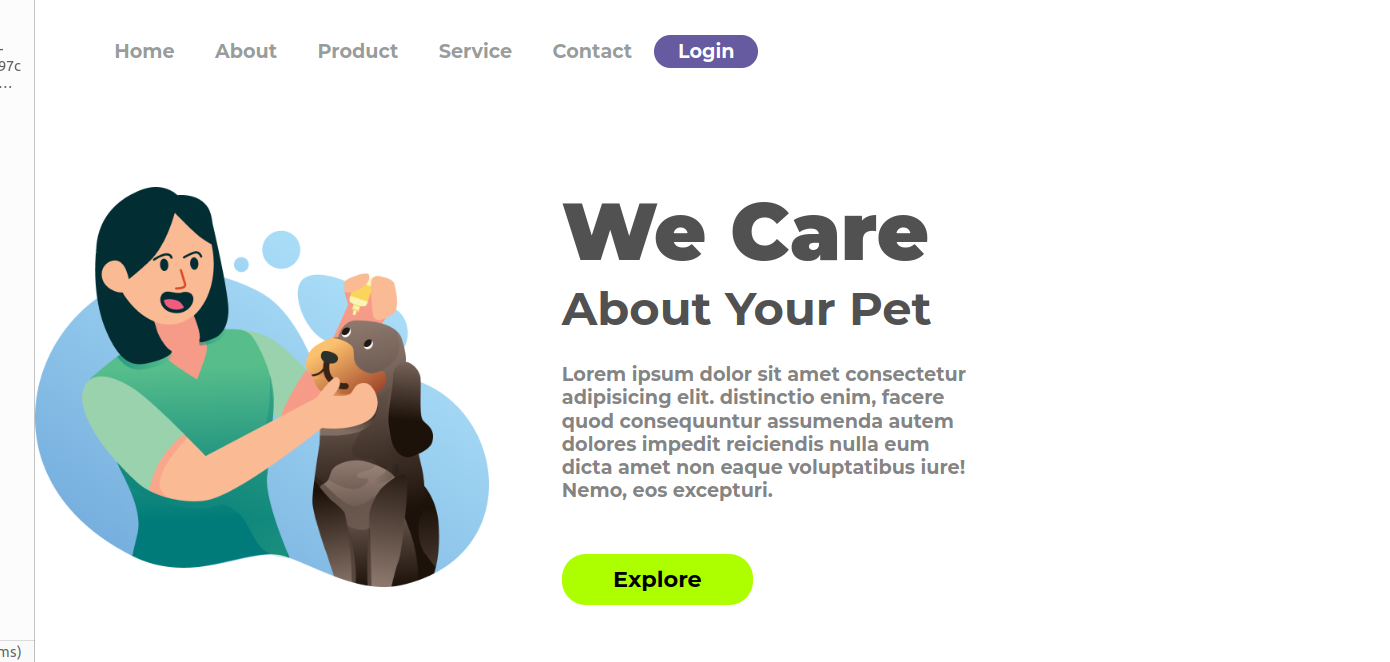 Home About Product Service Contact Login
97c
...
We Care
About Your Pet
Lorem ipsum dolor sit amet consectetur
adipisicing elit. distinctio enim, facere
quod consequuntur assumenda autem
dolores impedit reiciendis nulla eum
dicta amet non eaque voluptatibus iure!
Nemo, eos excepturi.
Explore
ms)